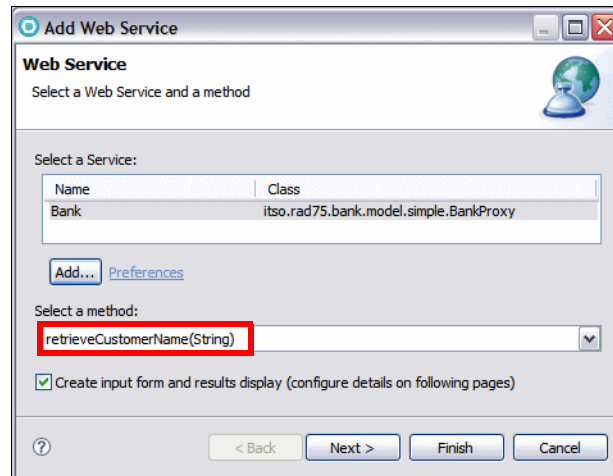 Add Web Service
Web Service
Select a Web Service and a method
Select a Service:
Name Class
Bank itso.rad75.bank.model.simple.BankProxy
Add... Preferences
Select a method:
retrieveCustomerName(String)
Create input form and results display (configure details on following pages)
? < Back Next > Finish Cancel